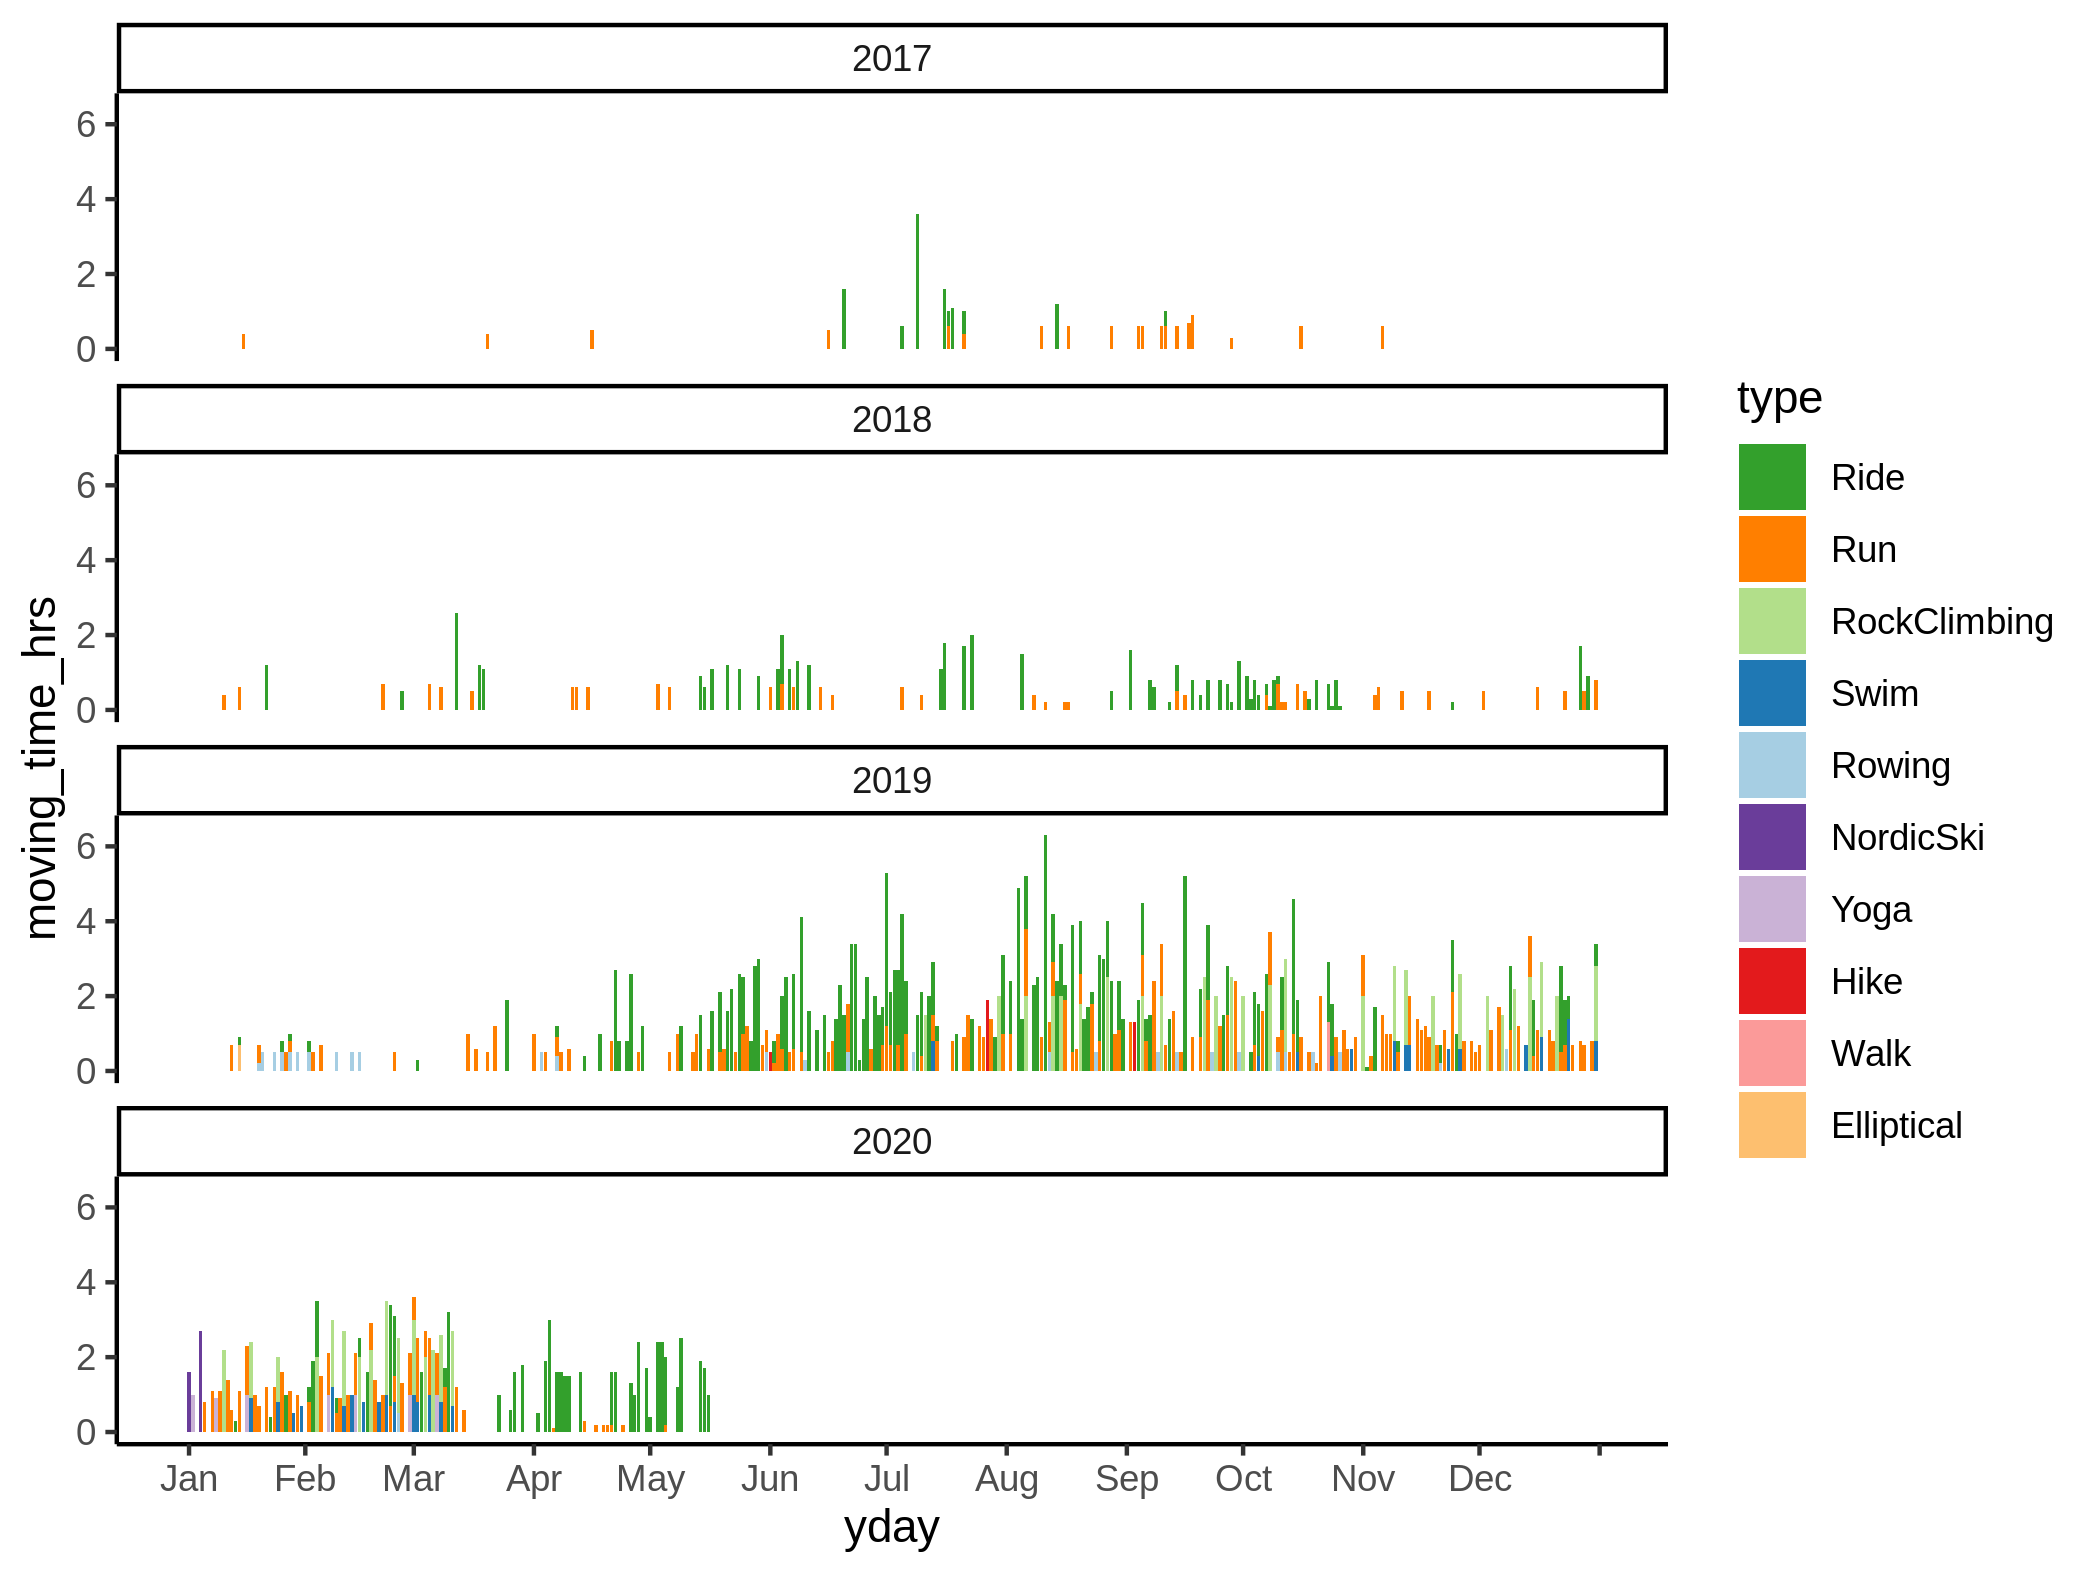 2017
6
4
2
0
2018
6
4
2
0
2019
6
4
2
0
2020
6
4
2
0
Jan Feb Mar Apr May Jun Jul Aug Sep Oct Nov Dec
yday
moving_time_hrs
type
Ride
Run
RockClimbing
Swim
Rowing
NordicSki
Yoga
Hike
Walk
Elliptical